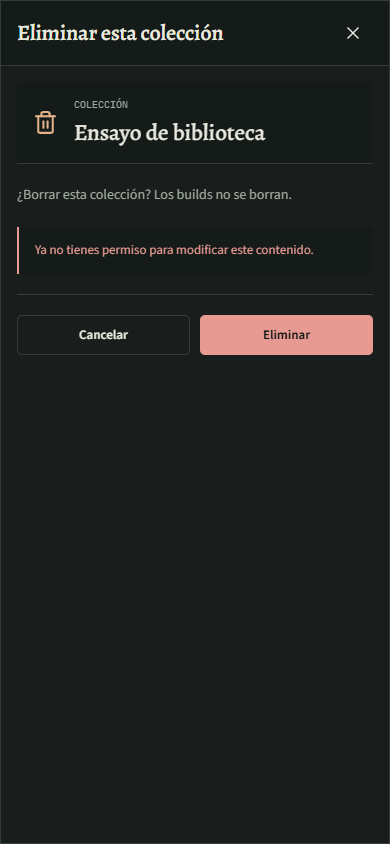 Eliminar esta colección
COLECCIÓN
Ensayo de biblioteca
¿Borrar esta colección? Los builds no se borran.
Ya no tienes permiso para modificar este contenido.
Cancelar
Eliminar